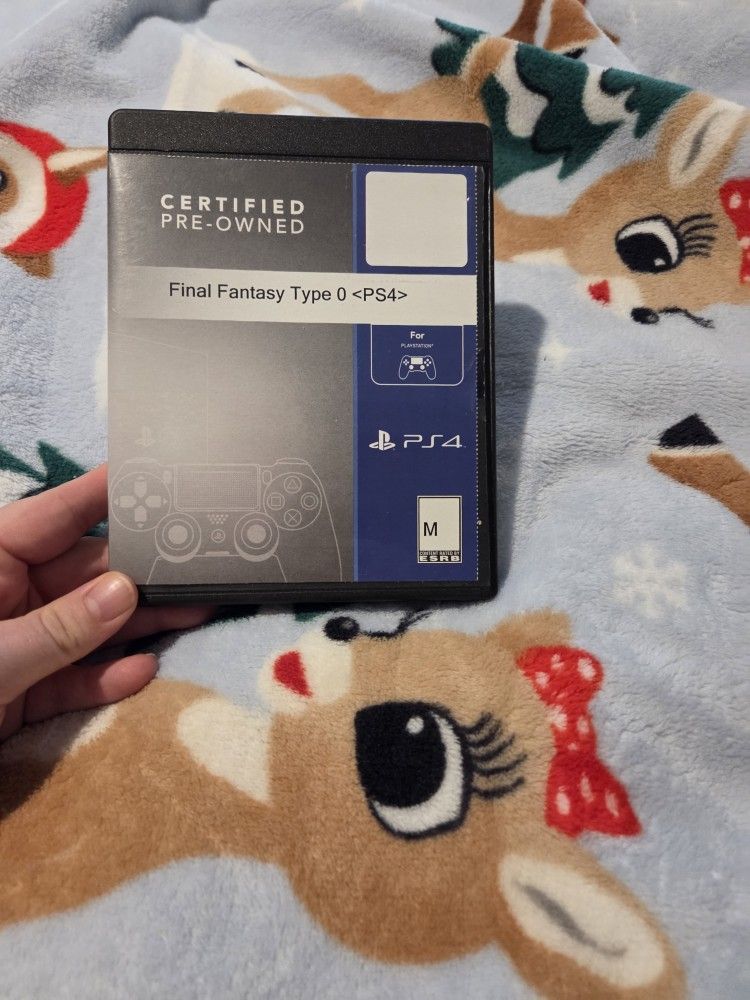 CERTIFIED
PRE-OWNED
Final Fantasy Type 0 <PS4>
For
PLAYSTATION®
PS4
M
CONTENT RATED BY
ESRB